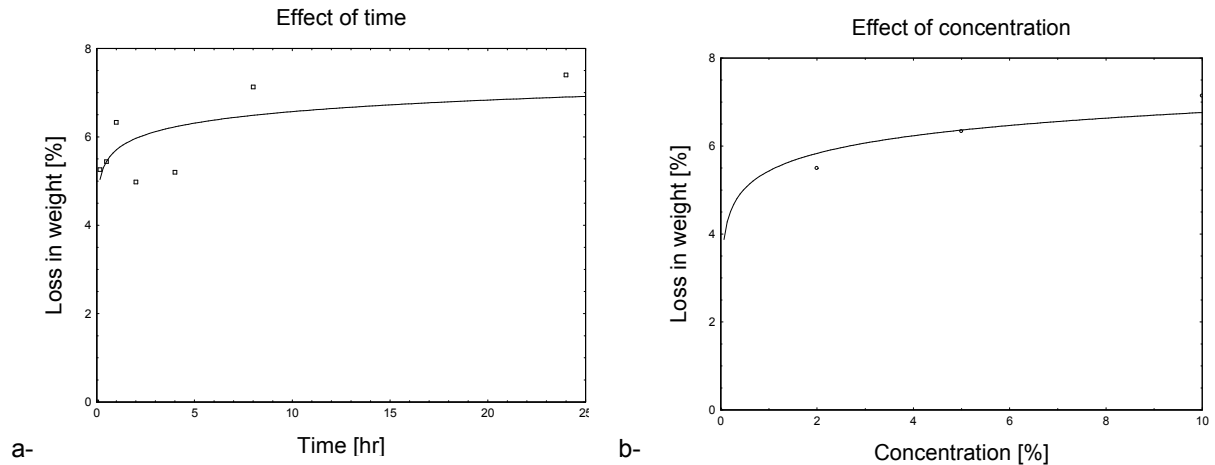 Effect of time
8
6
4
2
0
0 5 10 15 20 25
Loss in weight [%]
Time [hr]
a-
Effect of concentration
8
6
4
2
0
0 2 4 6 8 10
Loss in weight [%]
Concentration [%]
b-